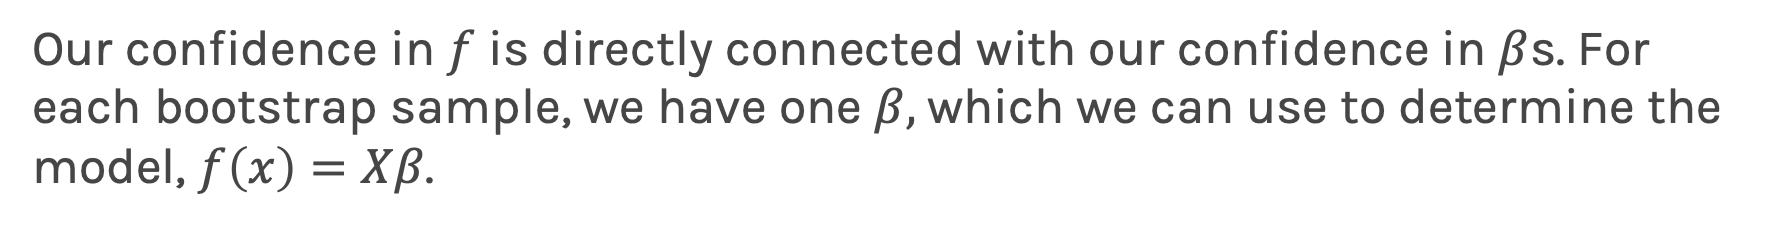 Our confidence in 𝑓 is directly connected with our confidence in 𝛽s. For
each bootstrap sample, we have one 𝛽, which we can use to determine the
model, 𝑓(𝑥) = 𝑋𝛽.